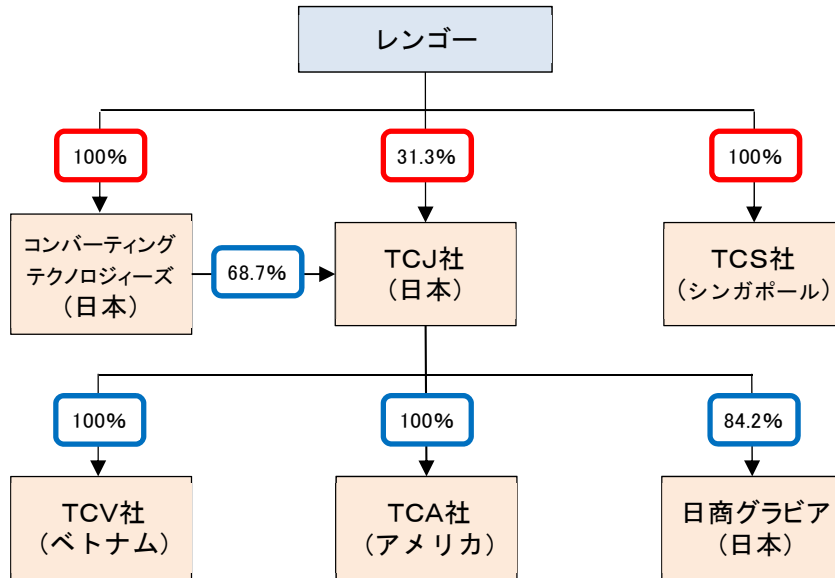 レンゴー
100%
31.3%
100%
コンバーティング
テクノロジィーズ
(日本)
68.7%
TCJ社
(日本)
TCS社
(シンガポール)
100%
100%
84.2%
TCV社
(ベトナム)
TCA社
(アメリカ)
日商グラビア
(日本)